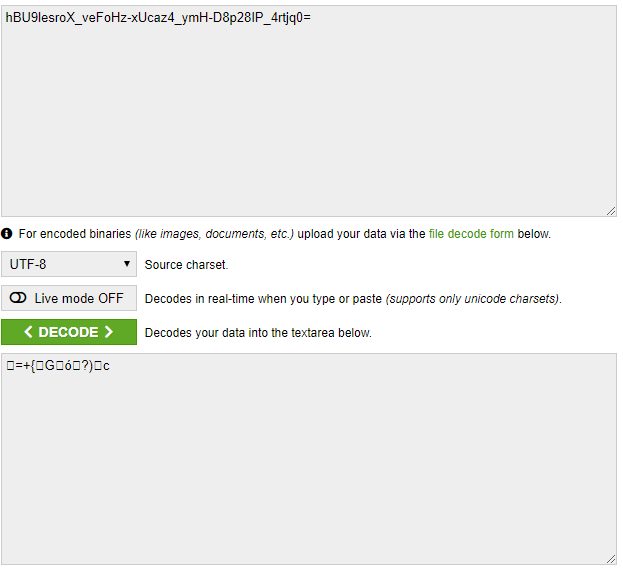 hBU9lesroX_veFoHz-xUcaz4_ymH-D8p28IP_4rtjq0=
For encoded binaries (like images, documents, etc.) upload your data via the file decode form below.
UTF-8 Source charset.
Live mode OFF Decodes in real-time when you type or paste (supports only unicode charsets).
< DECODE > Decodes your data into the textarea below.
□=+{□G□ó□?)□c